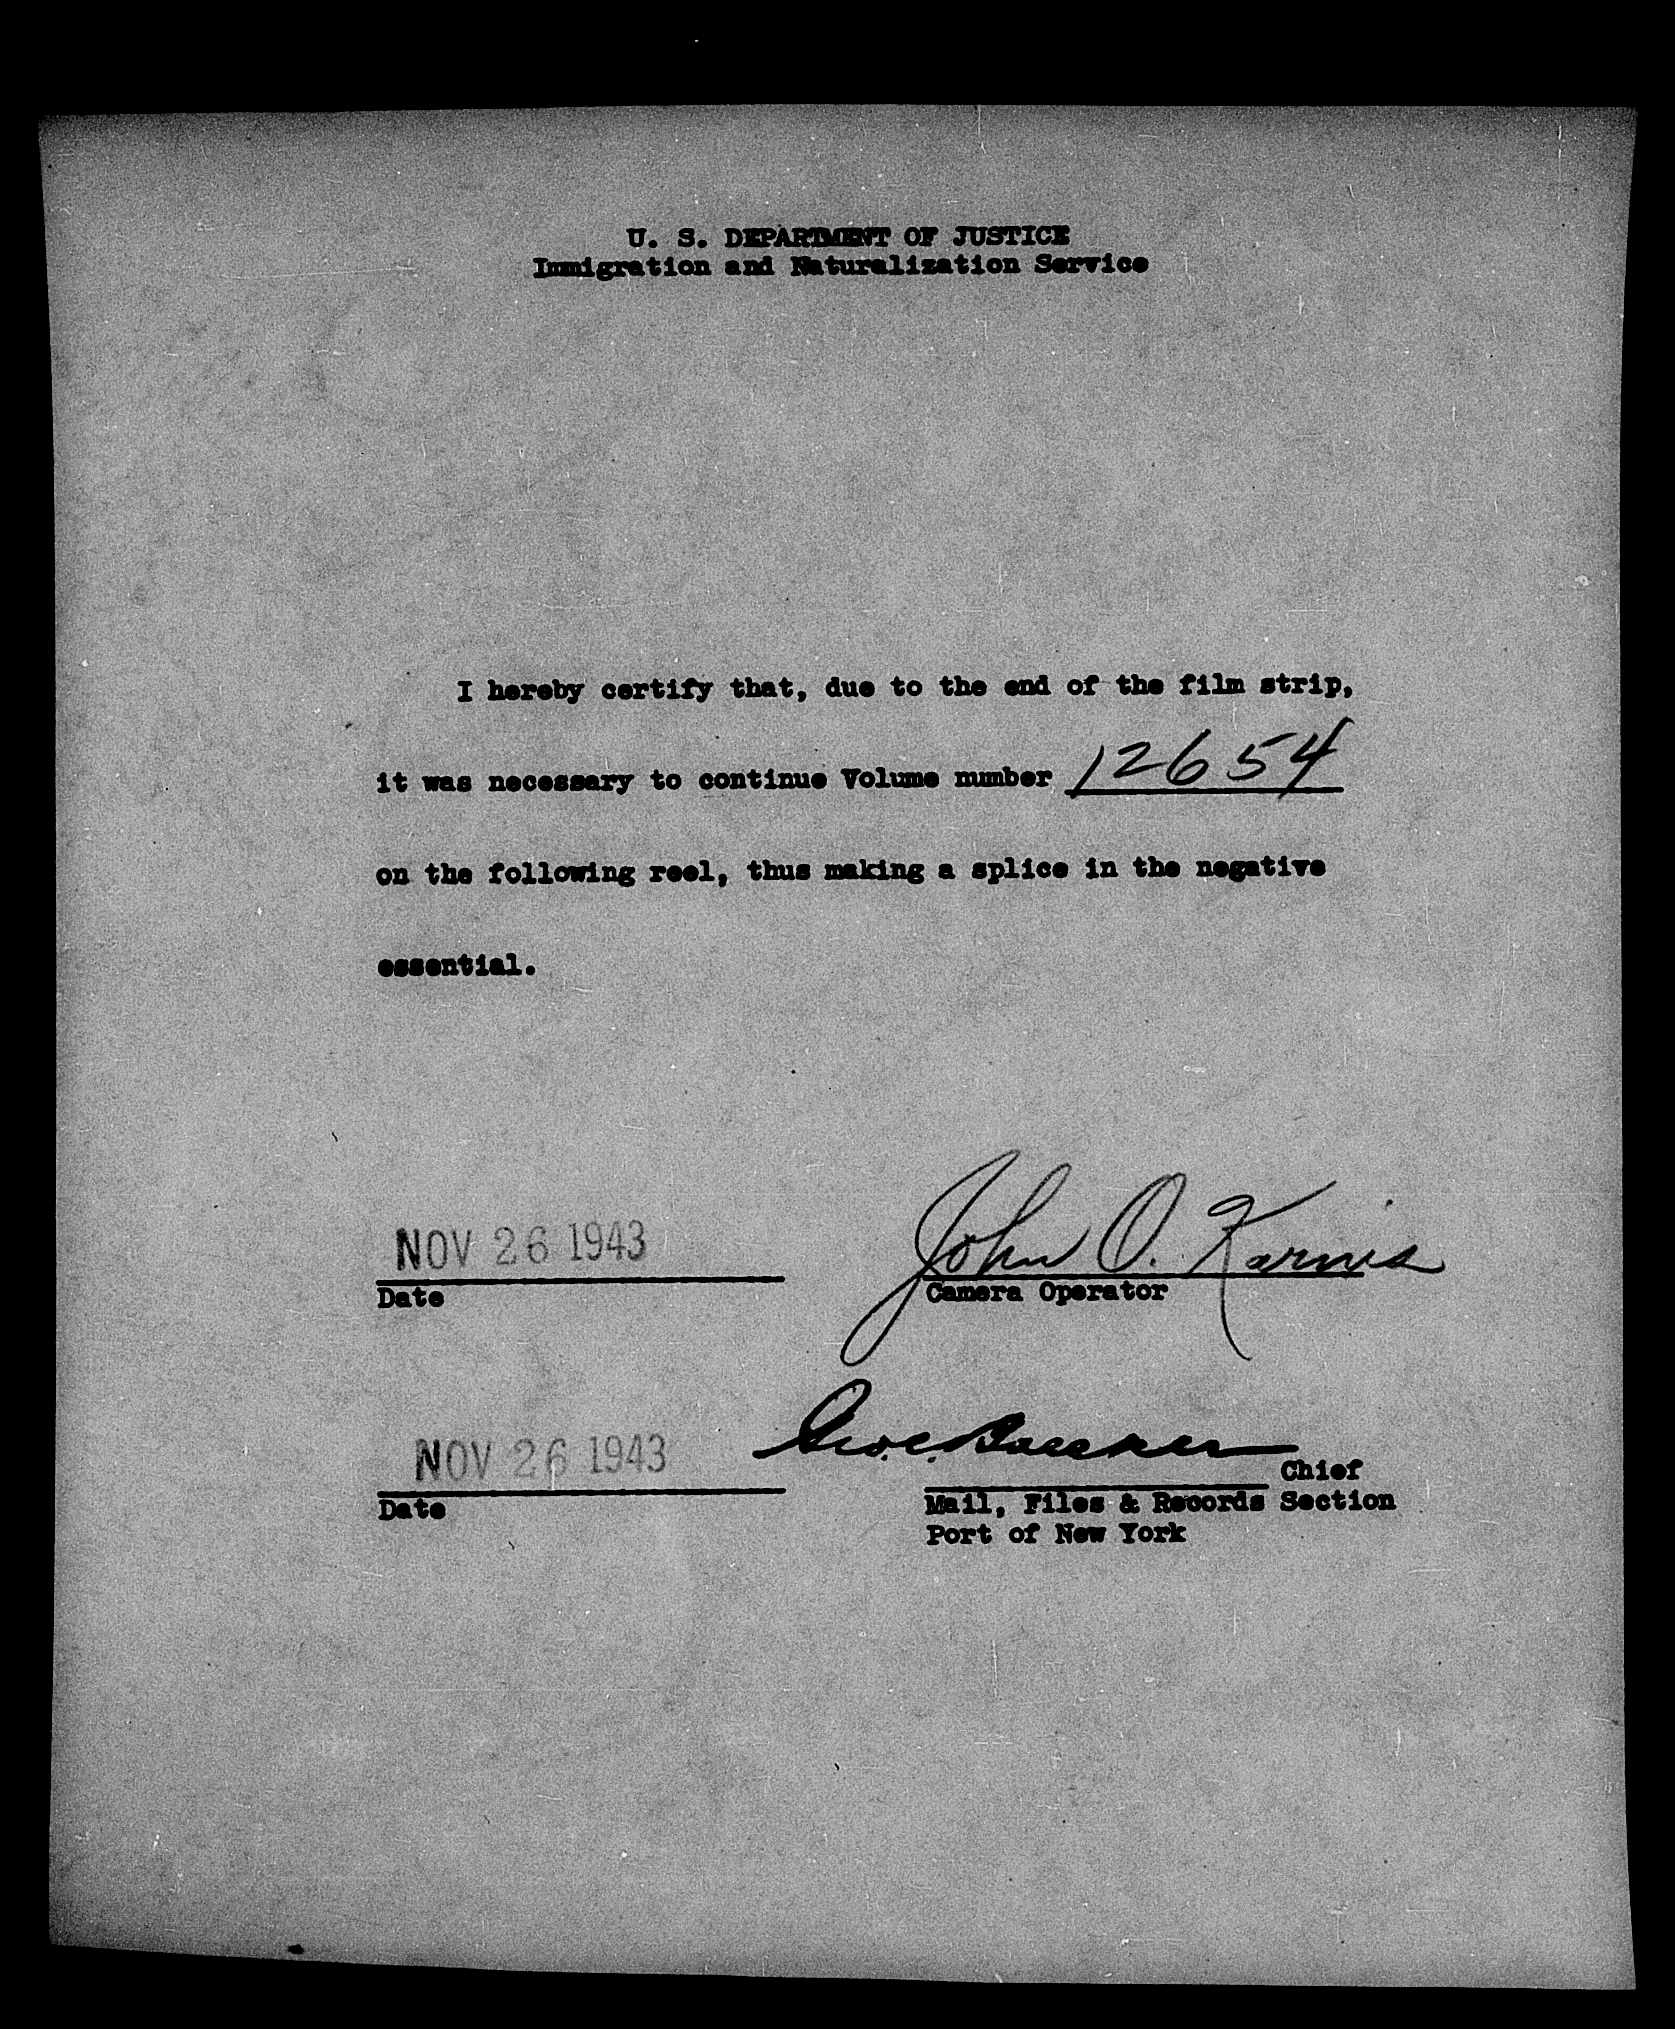 U. S. DEPARTMENT OF JUSTICE
Immigration and Naturalization Service
I hereby certify that, due to the end of the film strip,
it was necessary to continue Volume number 12654
on the following reel, thus making a splice in the negative
essential.
NOV 26 1943 John O. Karnis
Date Camera Operator
NOV 26 1943 Geo. C.
Chief
Date Mail, Files & Records Section
Port of New York